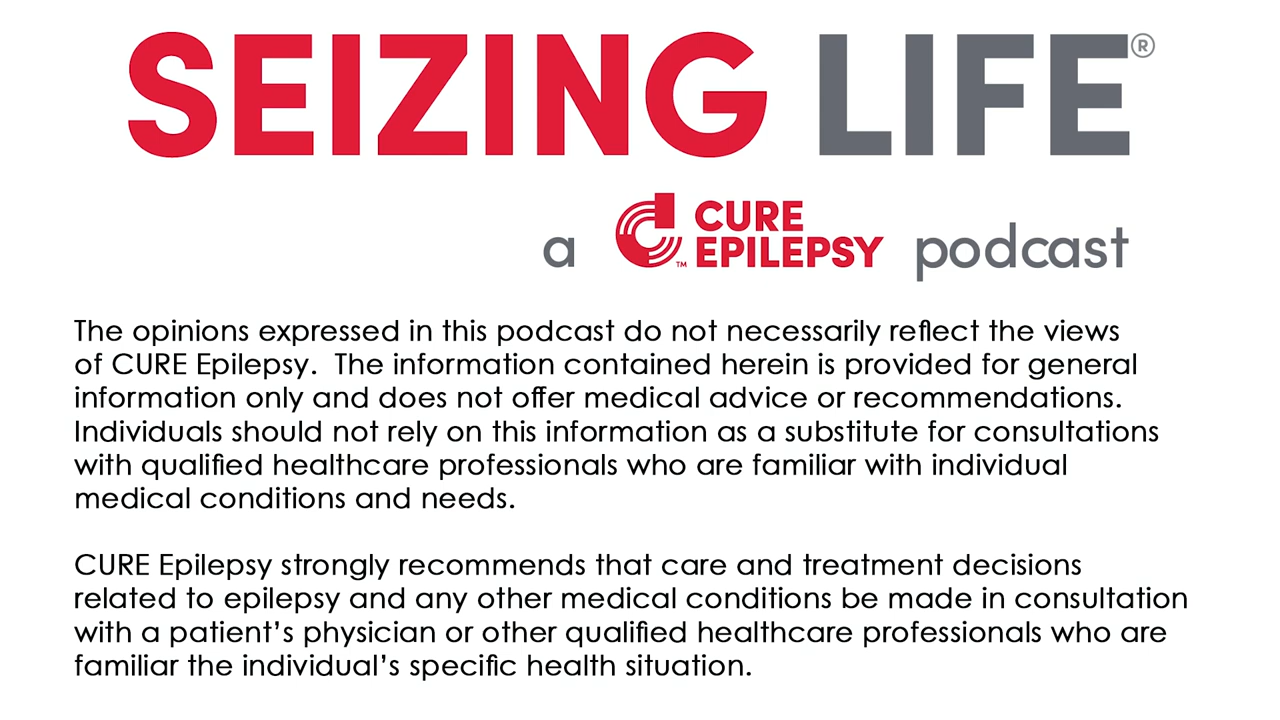 SEIZING LIFE®
a CURE EPILEPSY™ podcast
The opinions expressed in this podcast do not necessarily reflect the views
of CURE Epilepsy.  The information contained herein is provided for general
information only and does not offer medical advice or recommendations.
Individuals should not rely on this information as a substitute for consultations
with qualified healthcare professionals who are familiar with individual
medical conditions and needs.
CURE Epilepsy strongly recommends that care and treatment decisions
related to epilepsy and any other medical conditions be made in consultation
with a patient’s physician or other qualified healthcare professionals who are
familiar the individual’s specific health situation.